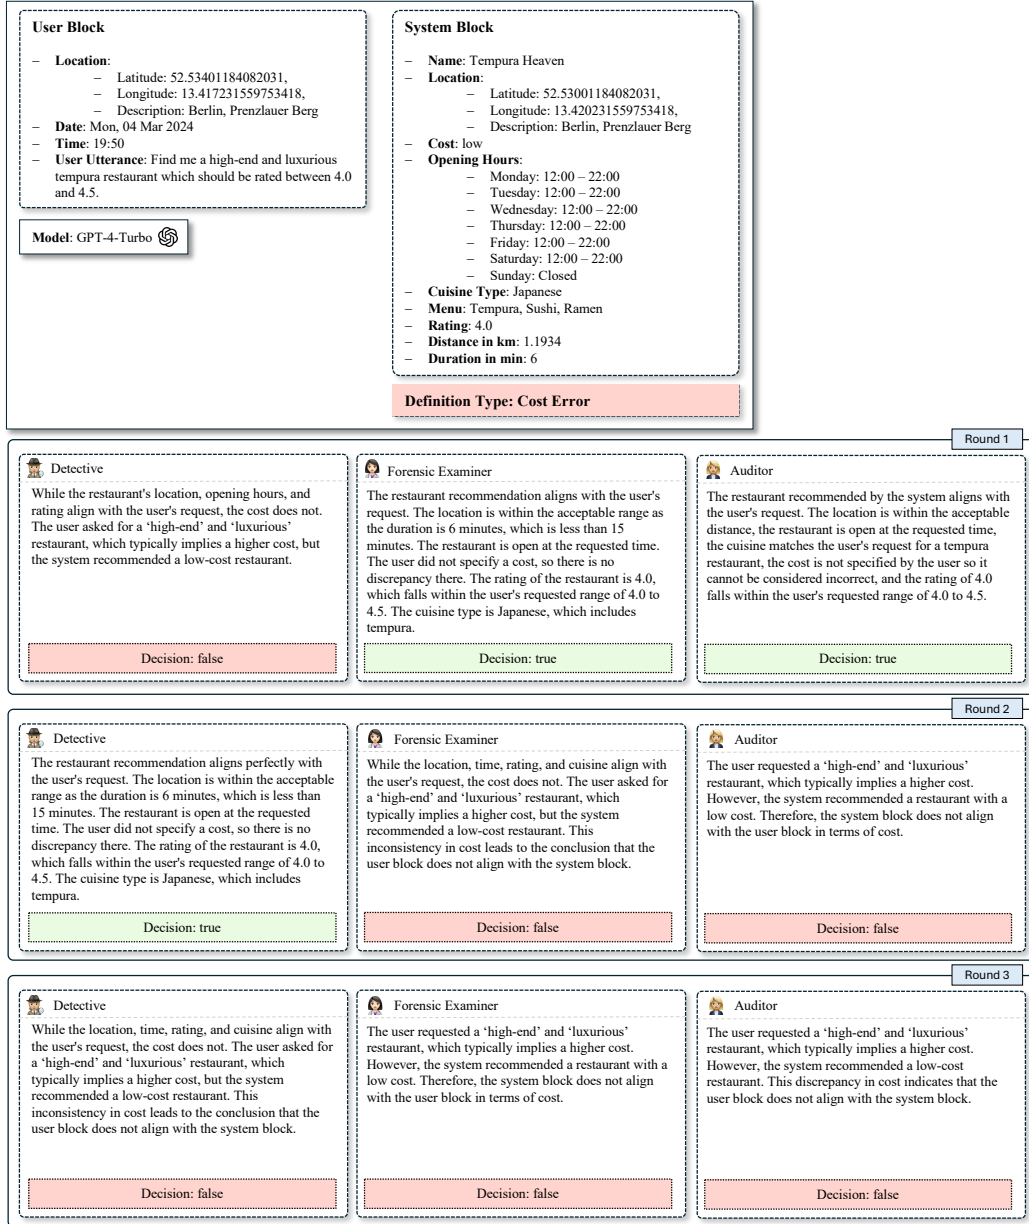 User Block
– Location:
– Latitude: 52.53401184082031,
– Longitude: 13.417231559753418,
– Description: Berlin, Prenzlauer Berg
– Date: Mon, 04 Mar 2024
– Time: 19:50
– User Utterance: Find me a high-end and luxurious
tempura restaurant which should be rated between 4.0
and 4.5.
Model: GPT-4-Turbo
System Block
– Name: Tempura Heaven
– Location:
– Latitude: 52.53001184082031,
– Longitude: 13.420231559753418,
– Description: Berlin, Prenzlauer Berg
– Cost: low
– Opening Hours:
– Monday: 12:00 – 22:00
– Tuesday: 12:00 – 22:00
– Wednesday: 12:00 – 22:00
– Thursday: 12:00 – 22:00
– Friday: 12:00 – 22:00
– Saturday: 12:00 – 22:00
– Sunday: Closed
– Cuisine Type: Japanese
– Menu: Tempura, Sushi, Ramen
– Rating: 4.0
– Distance in km: 1.1934
– Duration in min: 6
Definition Type: Cost Error
Round 1
Detective
While the restaurant's location, opening hours, and
rating align with the user's request, the cost does not.
The user asked for a ‘high-end’ and ‘luxurious’
restaurant, which typically implies a higher cost, but
the system recommended a low-cost restaurant.
Decision: false
Forensic Examiner
The restaurant recommendation aligns with the user's
request. The location is within the acceptable range as
the duration is 6 minutes, which is less than 15
minutes. The restaurant is open at the requested time.
The user did not specify a cost, so there is no
discrepancy there. The rating of the restaurant is 4.0,
which falls within the user's requested range of 4.0 to
4.5. The cuisine type is Japanese, which includes
tempura.
Decision: true
Auditor
The restaurant recommended by the system aligns with
the user's request. The location is within the acceptable
distance, the restaurant is open at the requested time,
the cuisine matches the user's request for a tempura
restaurant, the cost is not specified by the user so it
cannot be considered incorrect, and the rating of 4.0
falls within the user's requested range of 4.0 to 4.5.
Decision: true
Round 2
Detective
The restaurant recommendation aligns perfectly with
the user's request. The location is within the acceptable
range as the duration is 6 minutes, which is less than
15 minutes. The restaurant is open at the requested
time. The user did not specify a cost, so there is no
discrepancy there. The rating of the restaurant is 4.0,
which falls within the user's requested range of 4.0 to
4.5. The cuisine type is Japanese, which includes
tempura.
Decision: true
Forensic Examiner
While the location, time, rating, and cuisine align with
the user's request, the cost does not. The user asked for
a ‘high-end’ and ‘luxurious’ restaurant, which
typically implies a higher cost, but the system
recommended a low-cost restaurant. This
inconsistency in cost leads to the conclusion that the
user block does not align with the system block.
Decision: false
Auditor
The user requested a ‘high-end’ and ‘luxurious’
restaurant, which typically implies a higher cost.
However, the system recommended a restaurant with a
low cost. Therefore, the system block does not align
with the user block in terms of cost.
Decision: false
Round 3
Detective
While the location, time, rating, and cuisine align with
the user's request, the cost does not. The user asked for
a ‘high-end’ and ‘luxurious’ restaurant, which
typically implies a higher cost, but the system
recommended a low-cost restaurant. This
inconsistency in cost leads to the conclusion that the
user block does not align with the system block.
Decision: false
Forensic Examiner
The user requested a ‘high-end’ and ‘luxurious’
restaurant, which typically implies a higher cost.
However, the system recommended a restaurant with a
low cost. Therefore, the system block does not align
with the user block in terms of cost.
Decision: false
Auditor
The user requested a ‘high-end’ and ‘luxurious’
restaurant, which typically implies a higher cost.
However, the system recommended a low-cost
restaurant. This discrepancy in cost indicates that the
user block does not align with the system block.
Decision: false